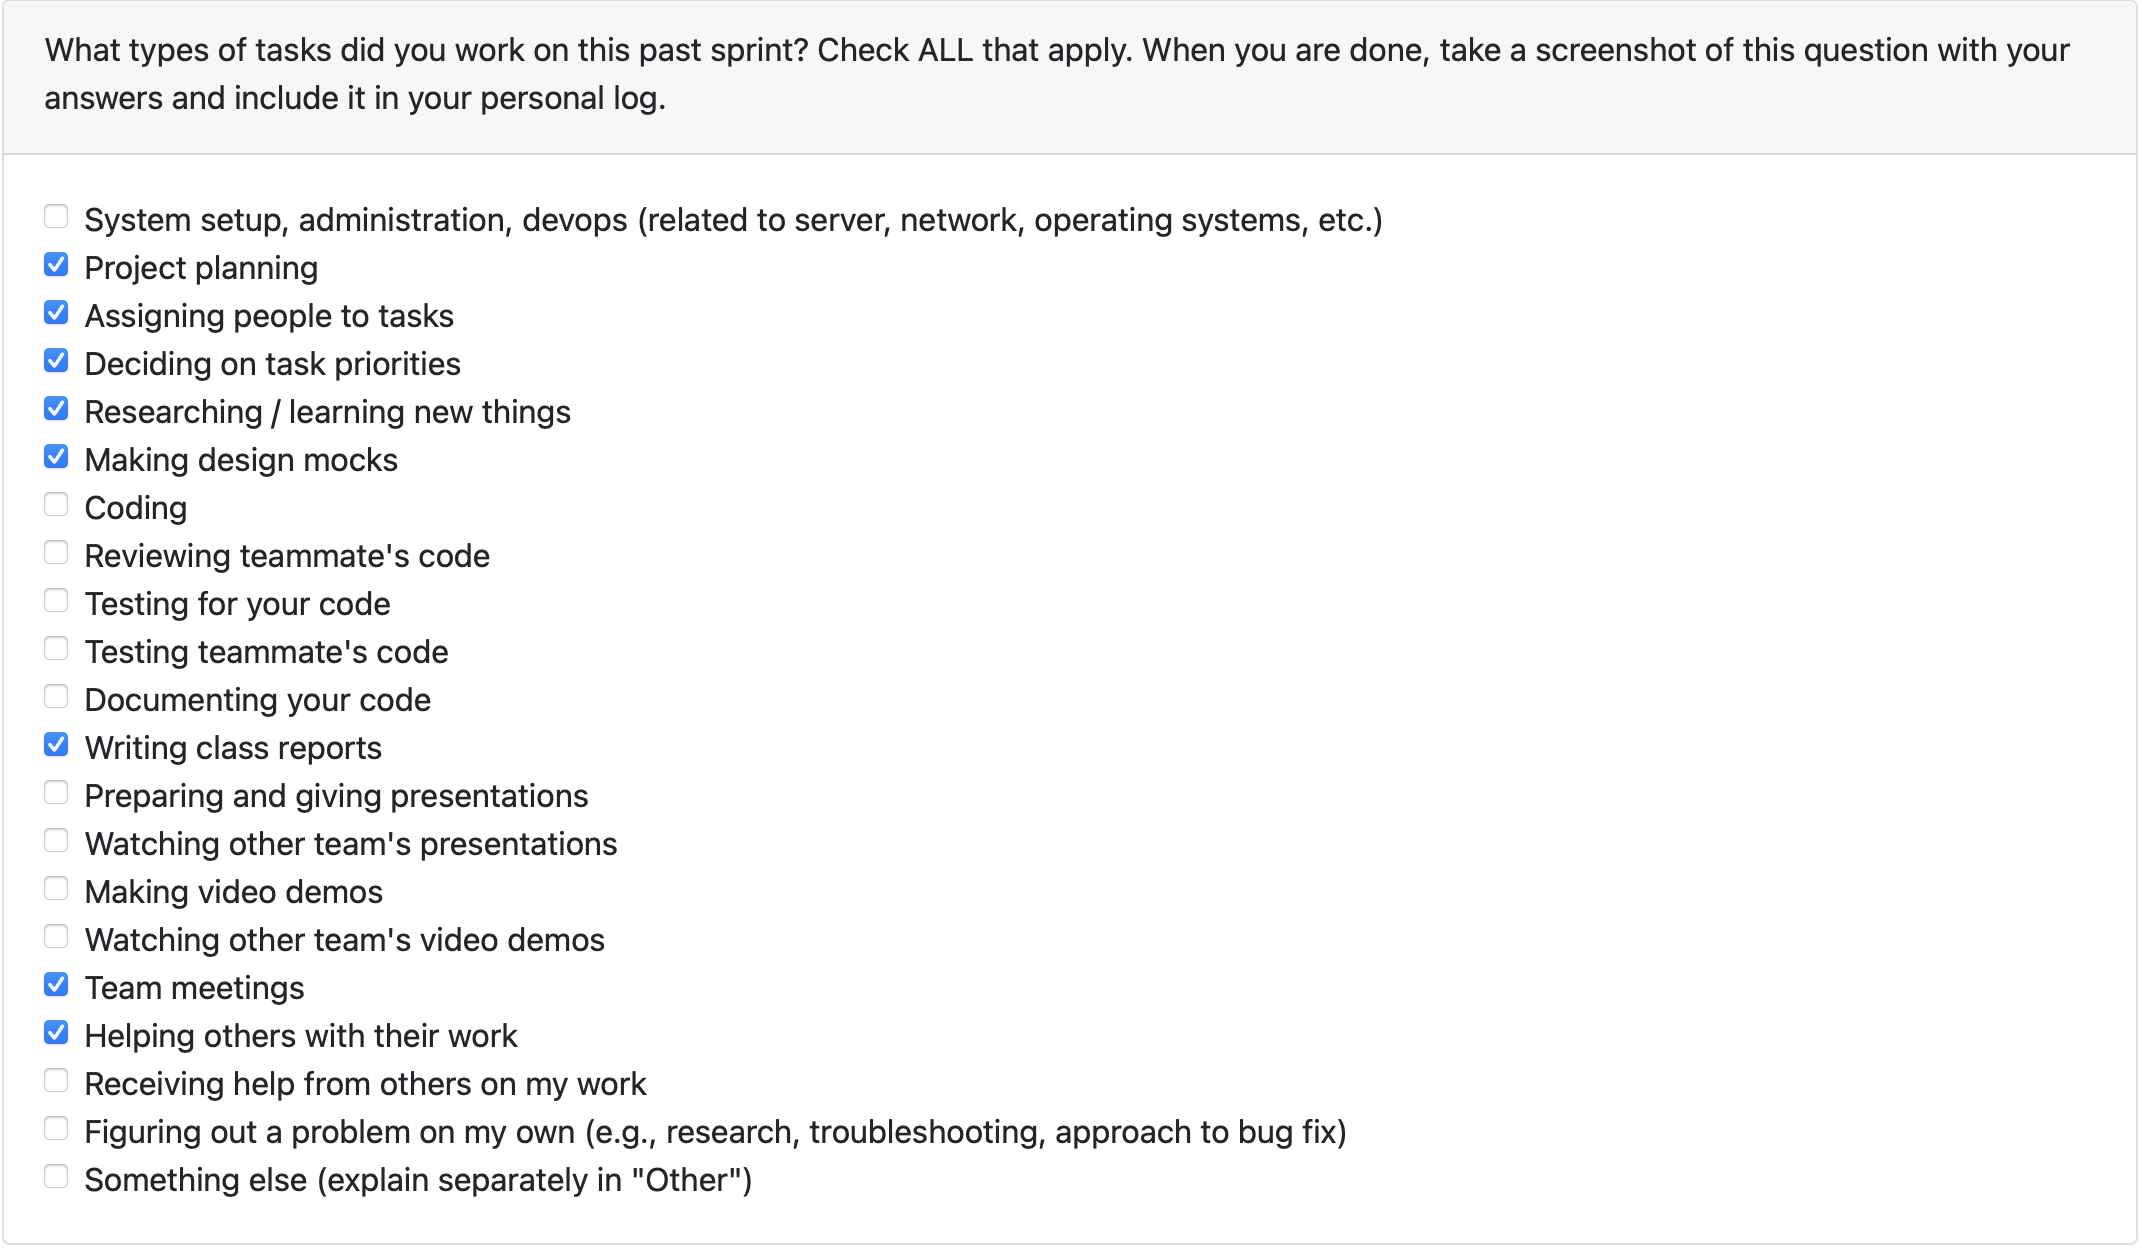 What types of tasks did you work on this past sprint? Check ALL that apply. When you are done, take a screenshot of this question with your
answers and include it in your personal log.
System setup, administration, devops (related to server, network, operating systems, etc.)
Project planning
Assigning people to tasks
Deciding on task priorities
Researching / learning new things
Making design mocks
Coding
Reviewing teammate's code
Testing for your code
Testing teammate's code
Documenting your code
Writing class reports
Preparing and giving presentations
Watching other team's presentations
Making video demos
Watching other team's video demos
Team meetings
Helping others with their work
Receiving help from others on my work
Figuring out a problem on my own (e.g., research, troubleshooting, approach to bug fix)
Something else (explain separately in "Other")